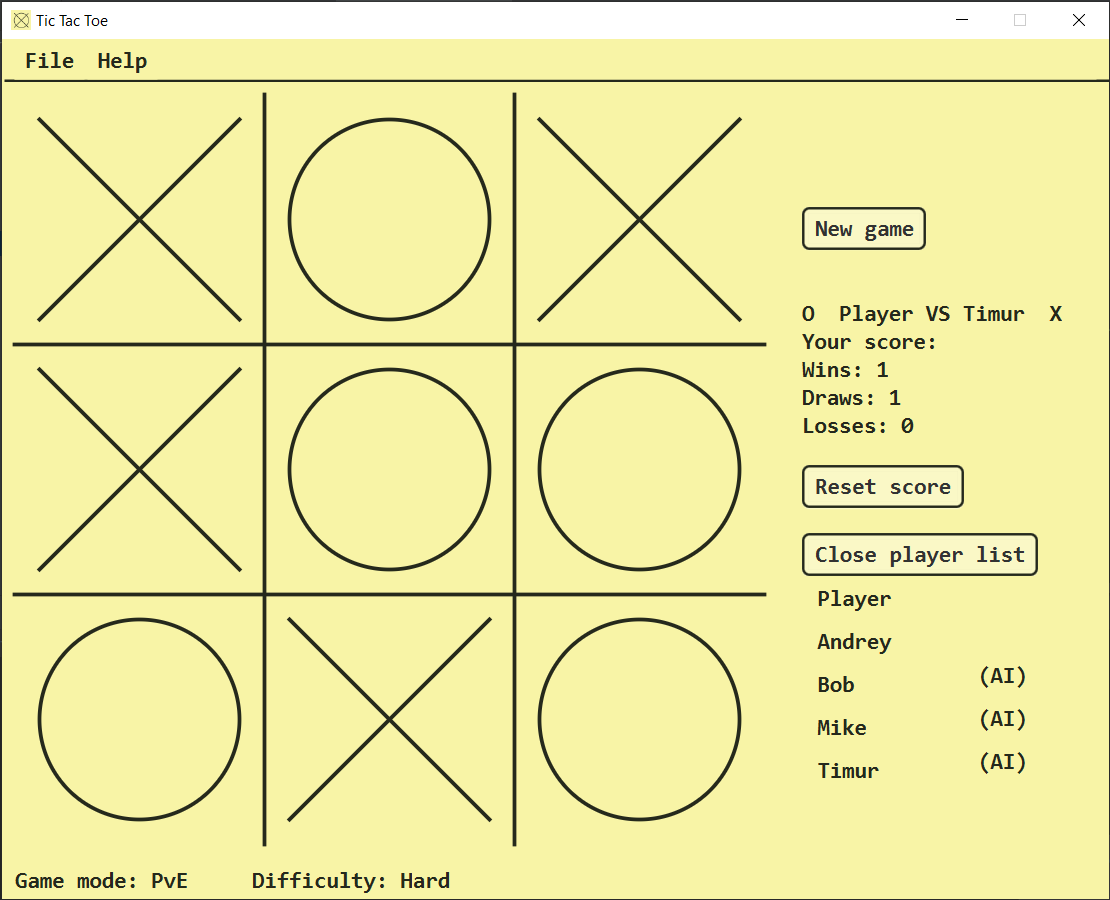 Tic Tac Toe
File Help
New game
O Player VS Timur X
Your score:
Wins: 1
Draws: 1
Losses: 0
Reset score
Close player list
Player
Andrey
Bob (AI)
Mike (AI)
Timur (AI)
Game mode: PvE Difficulty: Hard